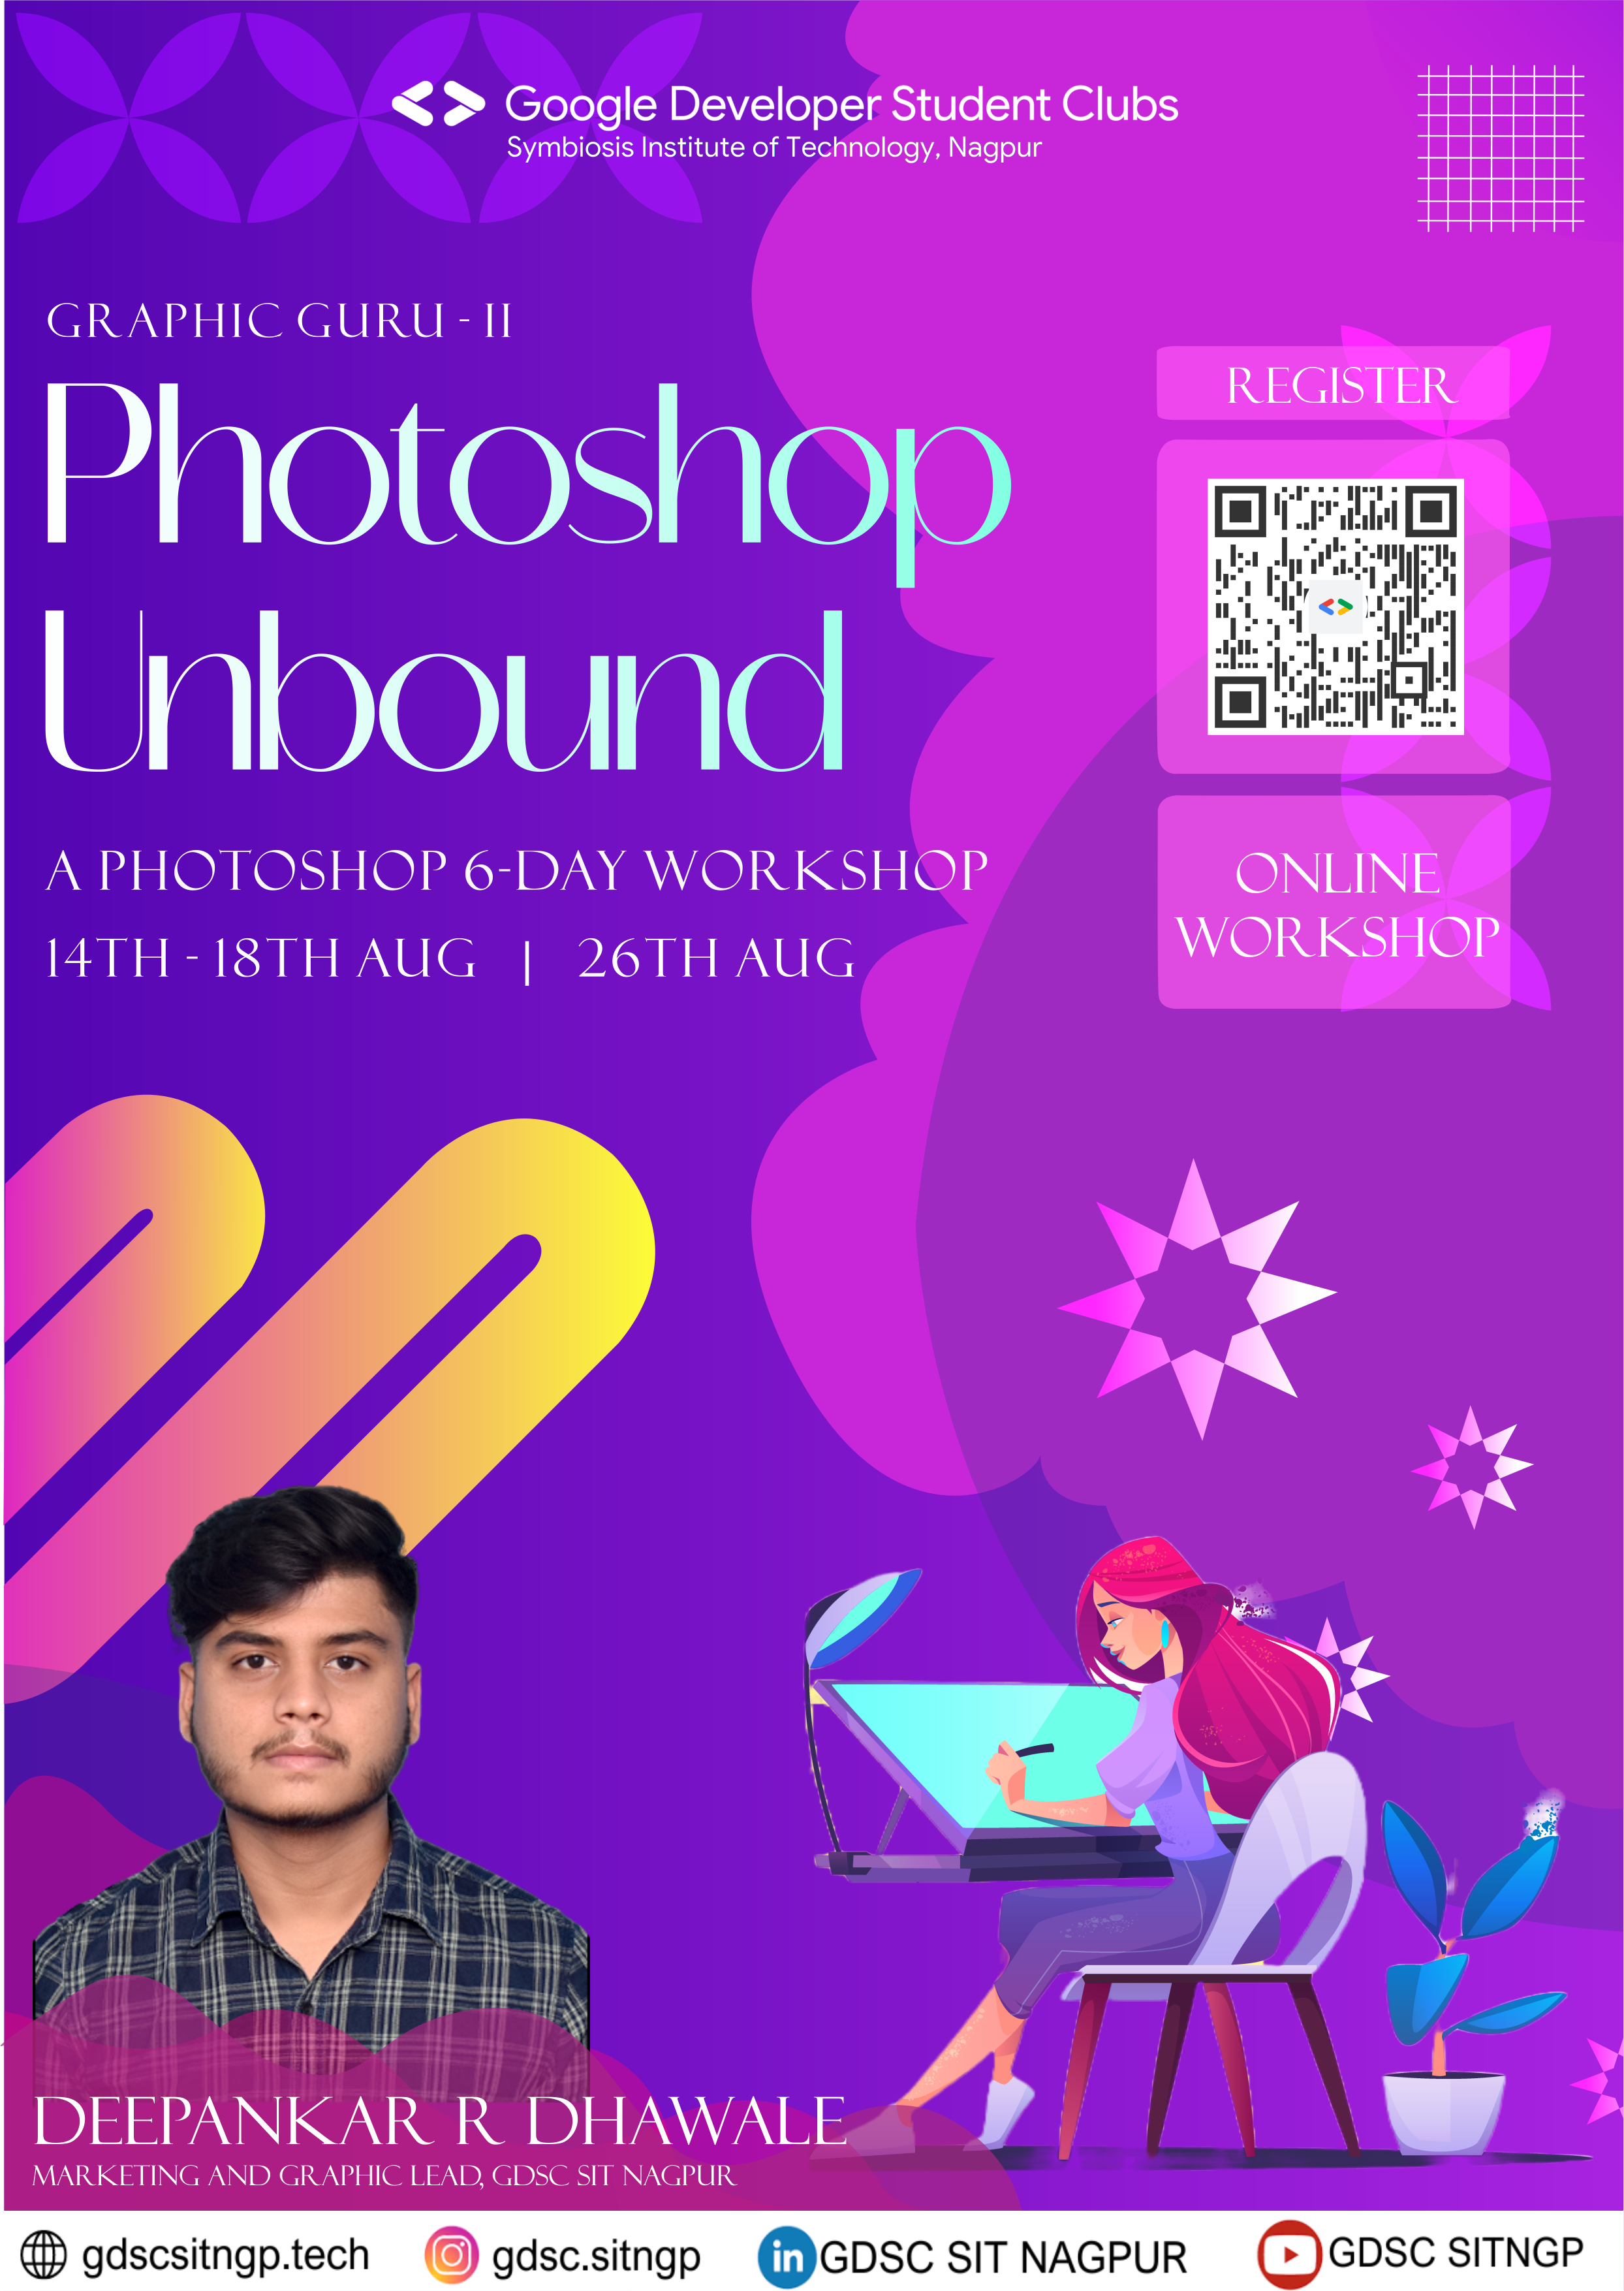 Google Developer Student Clubs
Symbiosis Institute of Technology, Nagpur
GRAPHIC GURU - II
Photoshop
Unbound
A PHOTOSHOP 6-DAY WORKSHOP
14TH - 18TH AUG | 26TH AUG
REGISTER
ONLINE
WORKSHOP
DEEPANKAR R DHAWALE
MARKETING AND GRAPHIC LEAD, GDSC SIT NAGPUR
gdscsitngp.tech
gdsc.sitngp
in GDSC SIT NAGPUR
GDSC SITNGP